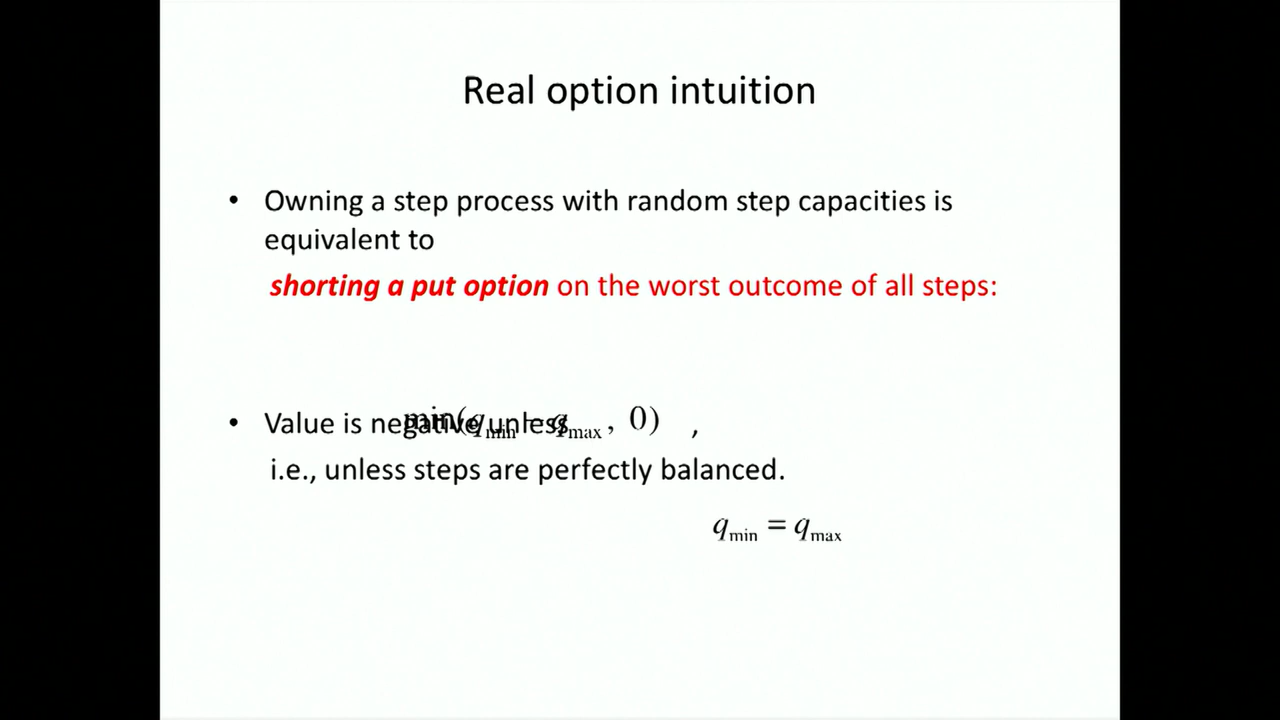 Real option intuition
• Owning a step process with random step capacities is
equivalent to
shorting a put option on the worst outcome of all steps:
min(q_min − q_max, 0)
• Value is negative unless ,
i.e., unless steps are perfectly balanced.
q_min = q_max